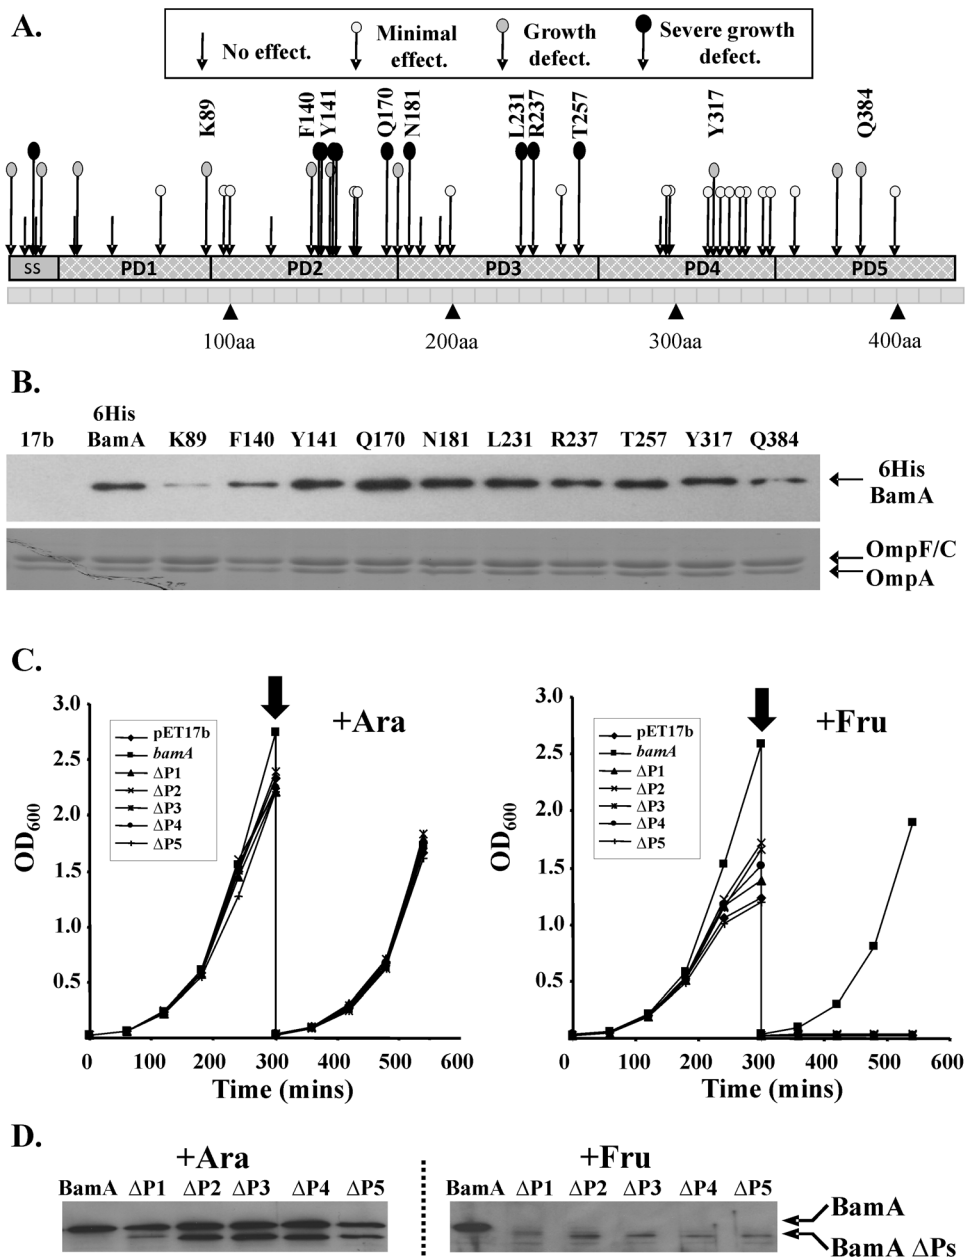 A.
No effect.
Minimal effect.
Growth defect.
Severe growth defect.
K89
F140
Y141
Q170
N181
L231
R237
T257
Y317
Q384
SS PD1 PD2 PD3 PD4 PD5
100aa 200aa 300aa 400aa
B.
17b 6His BamA K89 F140 Y141 Q170 N181 L231 R237 T257 Y317 Q384
6His BamA
OmpF/C
OmpA
C.
+Ara
3.0
2.5
2.0
1.5
1.0
0.5
OD600
pET17b
bamA
ΔP1
ΔP2
ΔP3
ΔP4
ΔP5
0 100 200 300 400 500 600
Time (mins)
+Fru
3.0
2.5
2.0
1.5
1.0
0.5
OD600
pET17b
bamA
ΔP1
ΔP2
ΔP3
ΔP4
ΔP5
0 100 200 300 400 500 600
Time (mins)
D.
+Ara
BamA ΔP1 ΔP2 ΔP3 ΔP4 ΔP5
+Fru
BamA ΔP1 ΔP2 ΔP3 ΔP4 ΔP5
BamA
BamA ΔPs